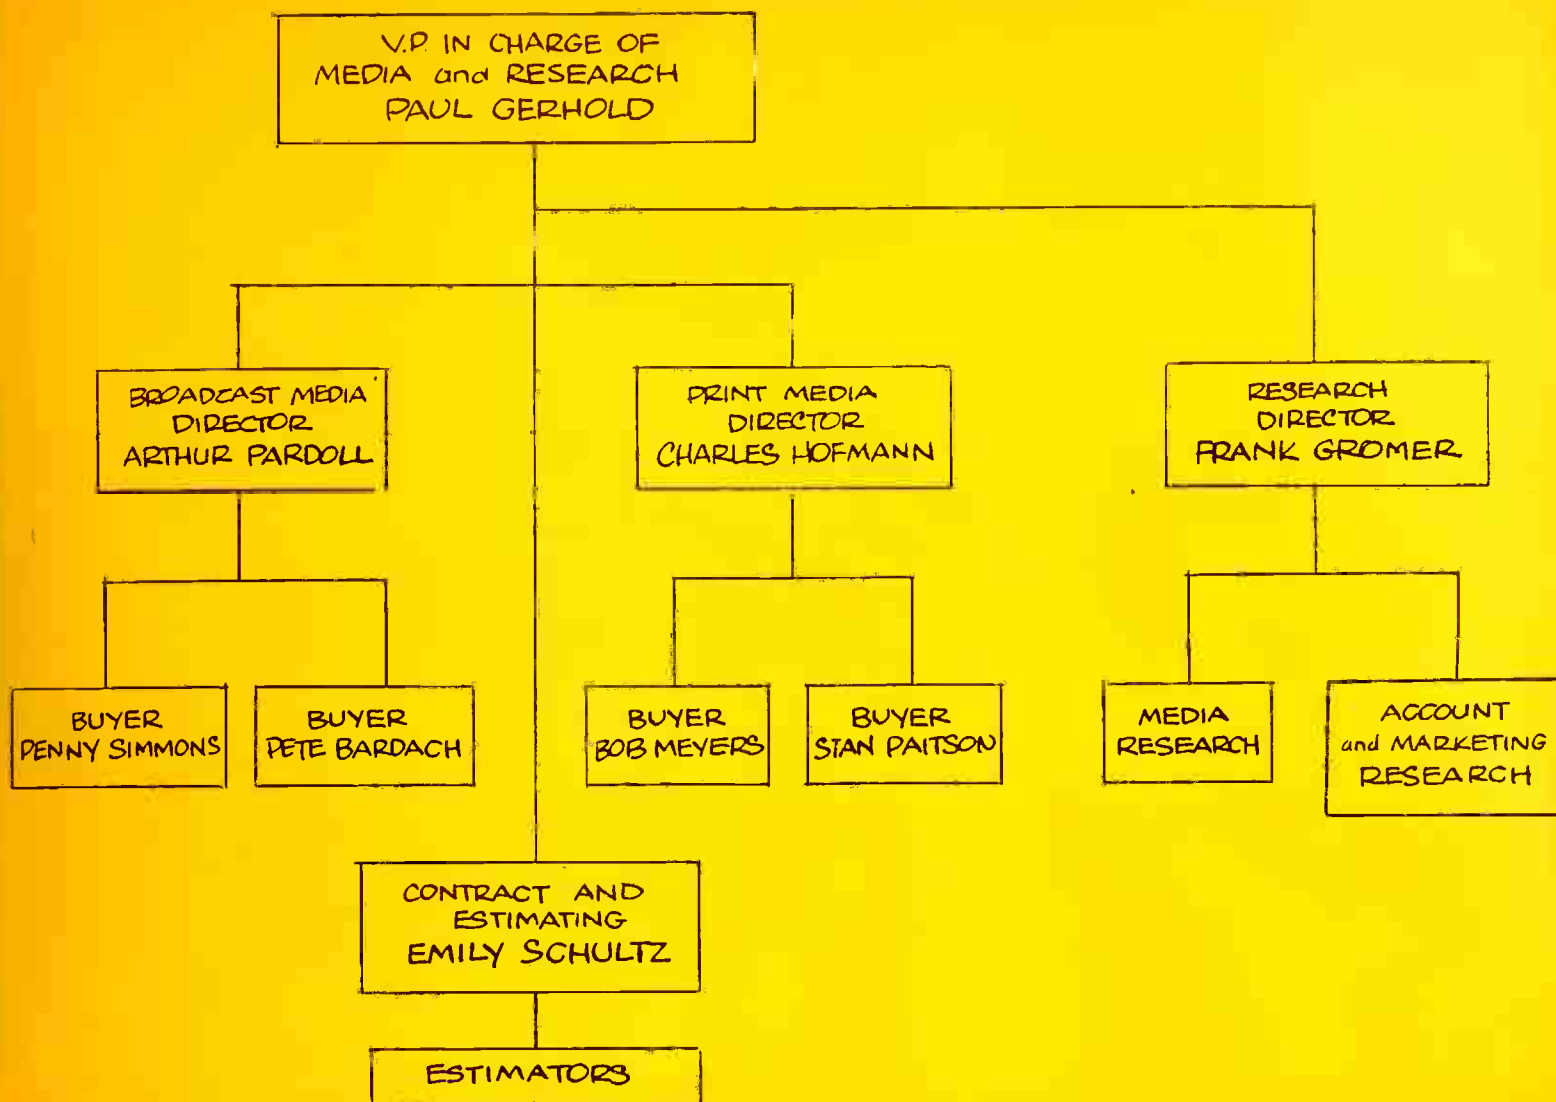 V.P. IN CHARGE OF
MEDIA and RESEARCH
PAUL GERHOLD
BROADCAST MEDIA
DIRECTOR
ARTHUR PARDOLL
PRINT MEDIA
DIRECTOR
CHARLES HOFMANN
RESEARCH
DIRECTOR
FRANK GROMER
BUYER
PENNY SIMMONS
BUYER
PETE BARDACH
BUYER
BOB MEYERS
BUYER
STAN PAITSON
MEDIA
RESEARCH
ACCOUNT
and MARKETING
RESEARCH
CONTRACT AND
ESTIMATING
EMILY SCHULTZ
ESTIMATORS